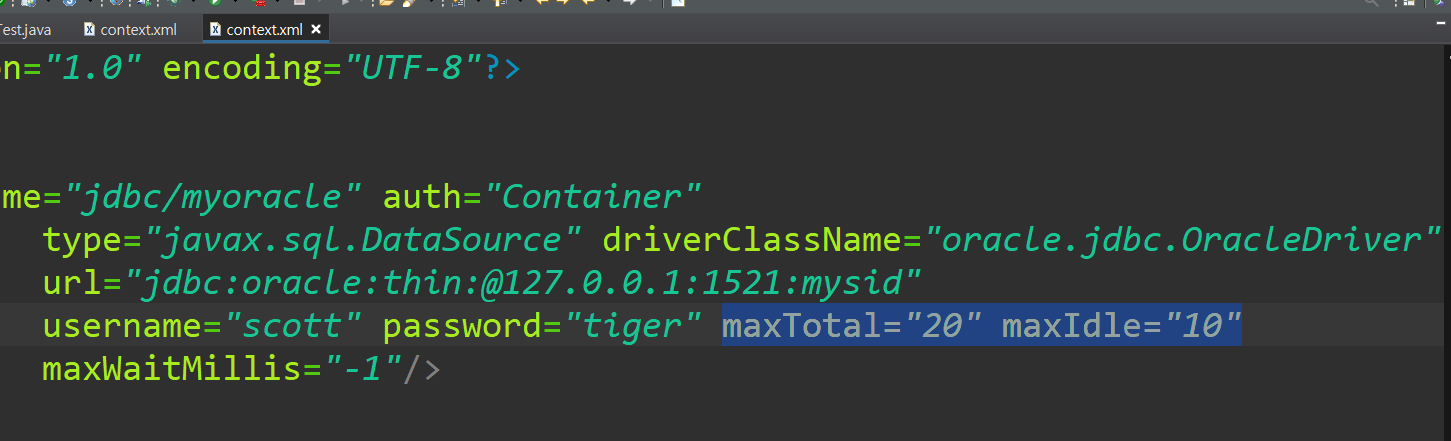 est.java context.xml context.xml
on="1.0" encoding="UTF-8"?>
me="jdbc/myoracle" auth="Container"
type="javax.sql.DataSource" driverClassName="oracle.jdbc.OracleDriver"
url="jdbc:oracle:thin:@127.0.0.1:1521:mysid"
username="scott" password="tiger" maxTotal="20" maxIdle="10"
maxWaitMillis="-1"/>